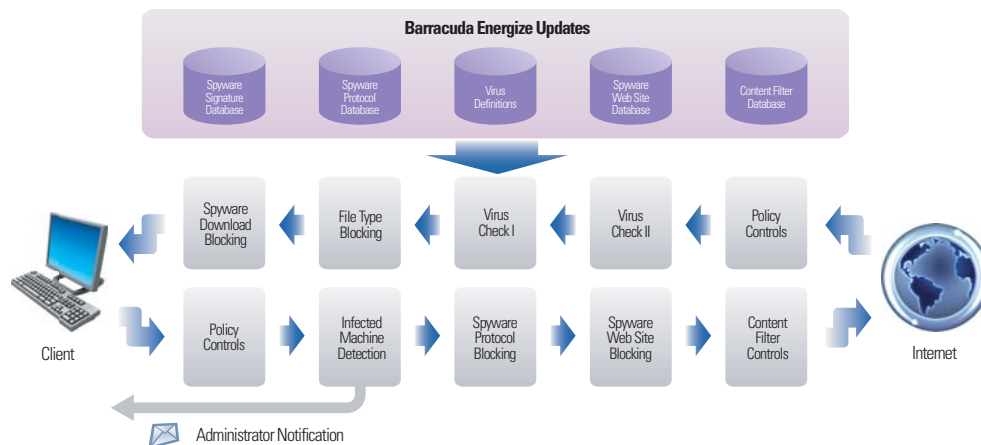 Barracuda Energize Updates
Spyware
Signature
Database
Spyware
Protocol
Database
Virus
Definitions
Spyware
Web Site
Database
Content Filter
Database
Spyware
Download
Blocking
File Type
Blocking
Virus
Check I
Virus
Check II
Policy
Controls
Client
Policy
Controls
Infected
Machine
Detection
Spyware
Protocol
Blocking
Spyware
Web Site
Blocking
Content
Filter
Controls
Internet
Administrator Notification